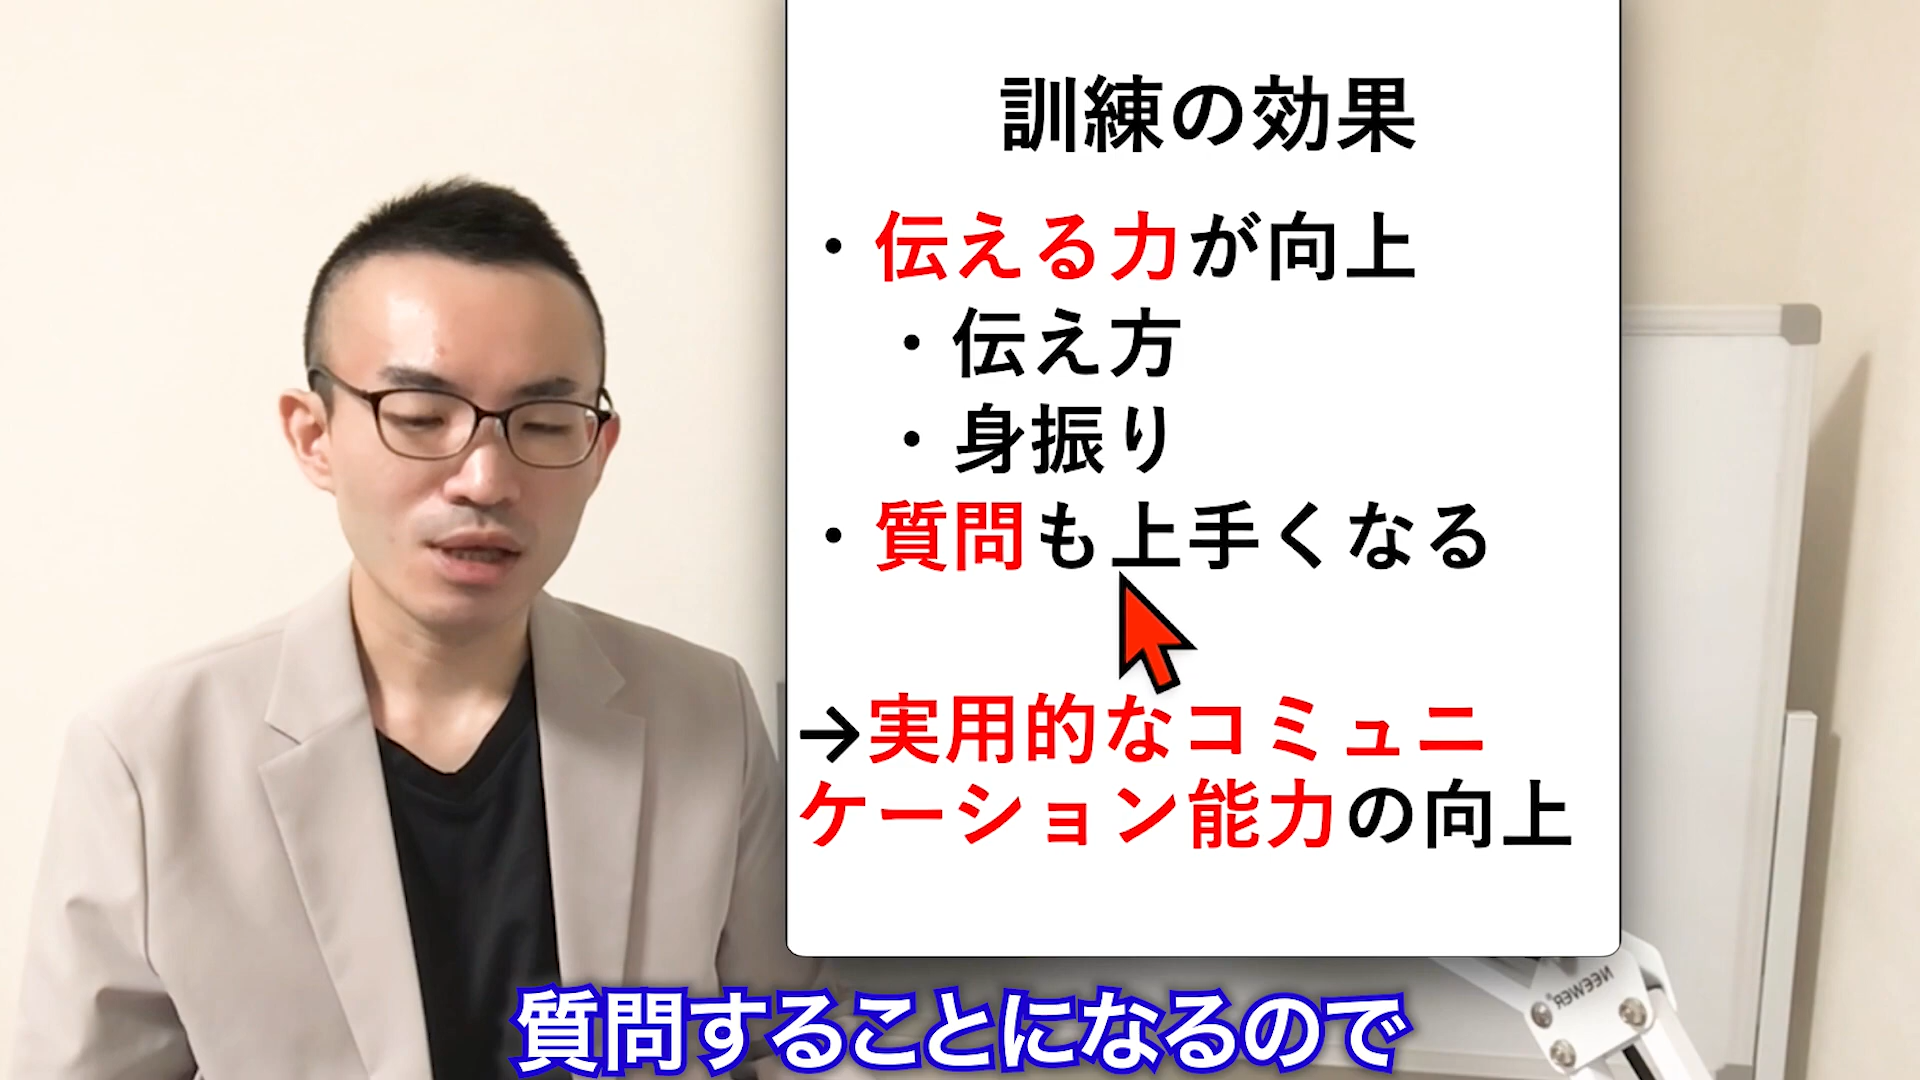 訓練の効果
・伝える力が向上
・伝え方
・身振り
・質問も上手くなる
→実用的なコミュニ
ケーション能力の向上
NEEWER
質問することになるので